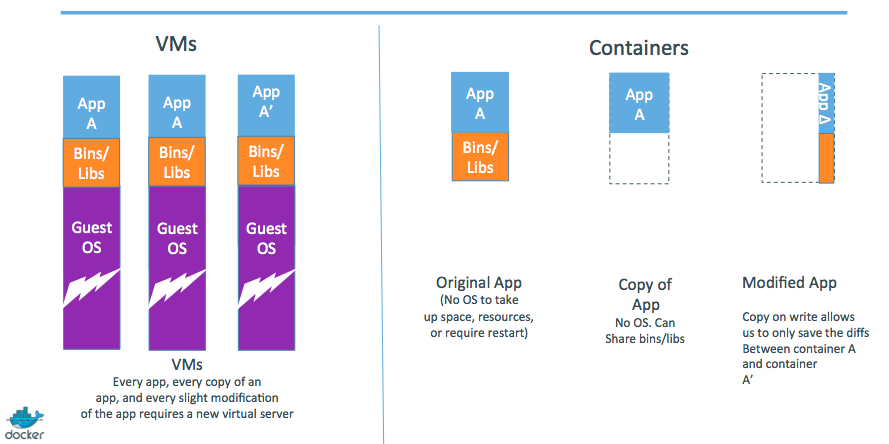 VMs
App
A
Bins/
Libs
Guest
OS
App
A
Bins/
Libs
Guest
OS
App
A’
Bins/
Libs
Guest
OS
VMs
Every app, every copy of an
app, and every slight modification
of the app requires a new virtual server
Containers
App
A
Bins/
Libs
Original App
(No OS to take
up space, resources,
or require restart)
App
A
Copy of
App
No OS. Can
Share bins/libs
App A
Modified App
Copy on write allows
us to only save the diffs
Between container A
and container
A’
docker